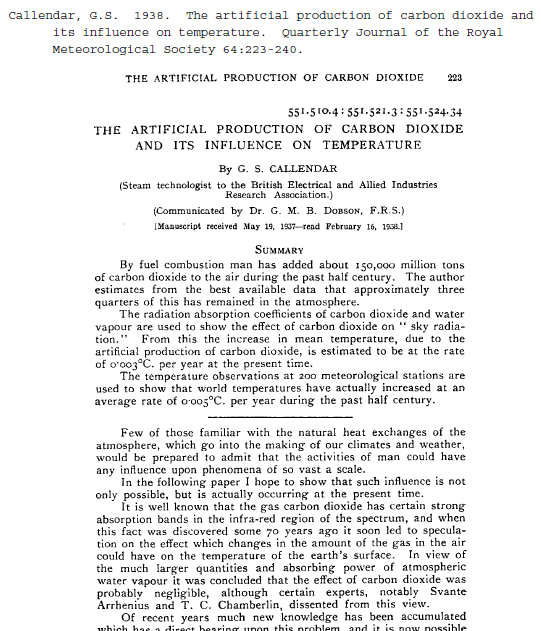 Callendar, G.S. 1938. The artificial production of carbon dioxide and
its influence on temperature. Quarterly Journal of the Royal
Meteorological Society 64:223-240.
THE ARTIFICIAL PRODUCTION OF CARBON DIOXIDE 223
551.510.4 : 551.521.3 : 551.524.34
THE ARTIFICIAL PRODUCTION OF CARBON DIOXIDE
AND ITS INFLUENCE ON TEMPERATURE
By G. S. CALLENDAR
(Steam technologist to the British Electrical and Allied Industries
Research Association.)
(Communicated by Dr. G. M. B. DOBSON, F.R.S.)
[Manuscript received May 19, 1937—read February 16, 1938.]
SUMMARY
By fuel combustion man has added about 150,000 million tons
of carbon dioxide to the air during the past half century. The author
estimates from the best available data that approximately three
quarters of this has remained in the atmosphere.
The radiation absorption coefficients of carbon dioxide and water
vapour are used to show the effect of carbon dioxide on “ sky radia-
tion.” From this the increase in mean temperature, due to the
artificial production of carbon dioxide, is estimated to be at the rate
of 0·003°C. per year at the present time.
The temperature observations at 200 meteorological stations are
used to show that world temperatures have actually increased at an
average rate of 0·005°C. per year during the past half century.
Few of those familiar with the natural heat exchanges of the
atmosphere, which go into the making of our climates and weather,
would be prepared to admit that the activities of man could have
any influence upon phenomena of so vast a scale.
In the following paper I hope to show that such influence is not
only possible, but is actually occurring at the present time.
It is well known that the gas carbon dioxide has certain strong
absorption bands in the infra-red region of the spectrum, and when
this fact was discovered some 70 years ago it soon led to specula-
tion on the effect which changes in the amount of the gas in the air
could have on the temperature of the earth's surface. In view of
the much larger quantities and absorbing power of atmospheric
water vapour it was concluded that the effect of carbon dioxide was
probably negligible, although certain experts, notably Svante
Arrhenius and T. C. Chamberlin, dissented from this view.
Of recent years much new knowledge has been accumulated
which has a direct bearing upon this problem, and it is now possible